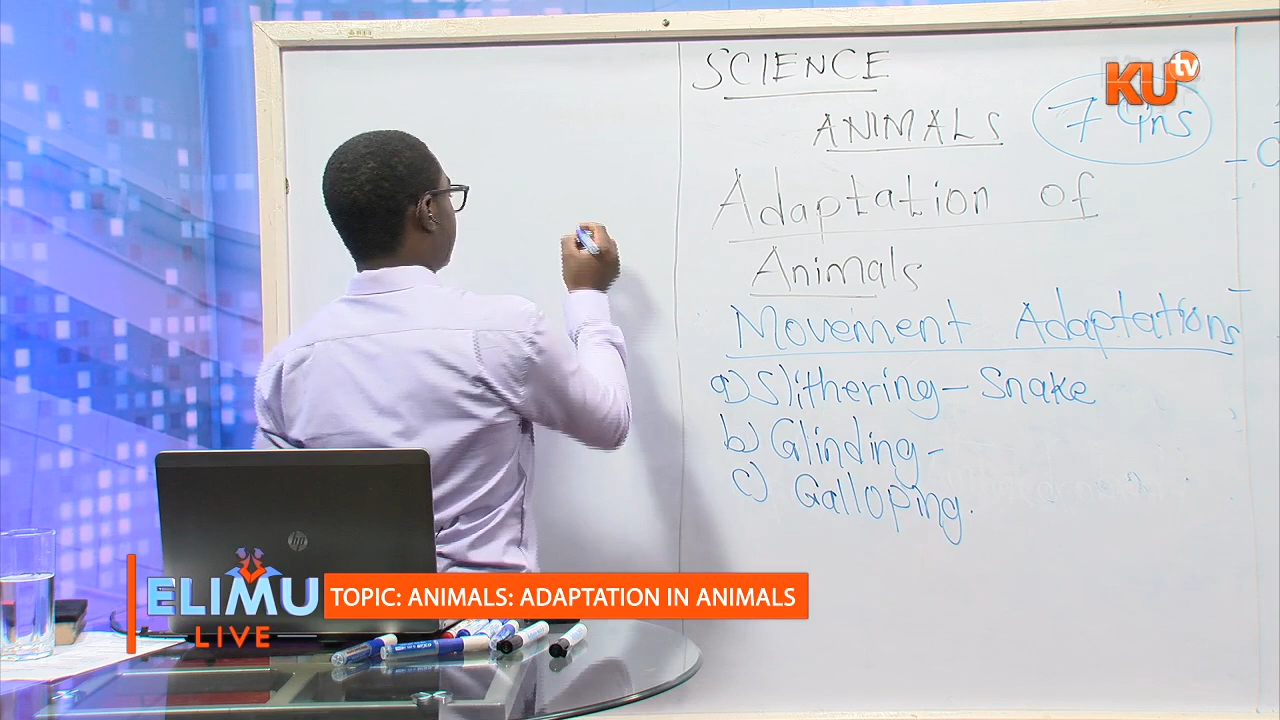 SCIENCE
KU tv
ANIMALS
7 Qns
Adaptation of
Animals
Movement Adaptations
a) Slithering - Snake
b) Glinding -
c) Galloping.
hp
ELIMU
LIVE
TOPIC: ANIMALS: ADAPTATION IN ANIMALS